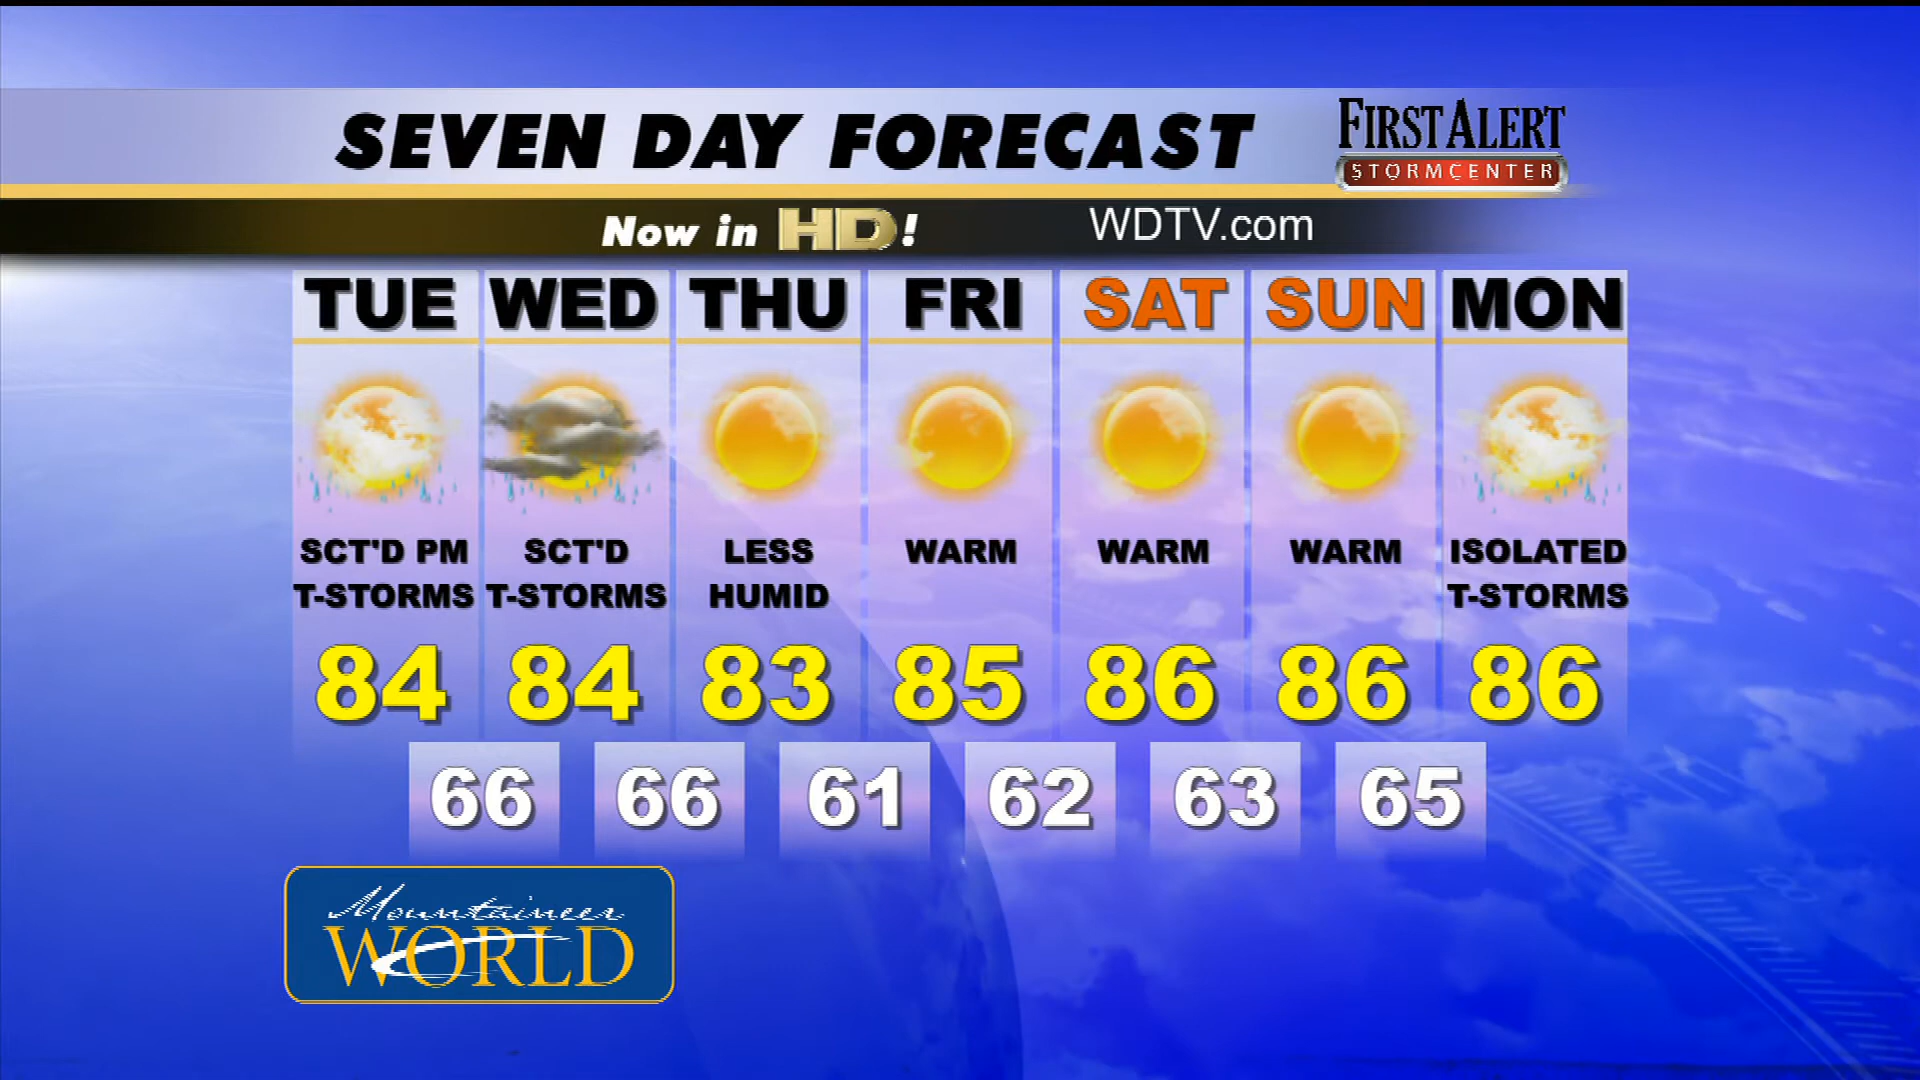 SEVEN DAY FORECAST
FIRST ALERT
STORMCENTER
Now in HD!
WDTV.com
TUE WED THU FRI SAT SUN MON
SCT'D PM SCT'D LESS WARM WARM WARM ISOLATED
T-STORMS T-STORMS HUMID T-STORMS
84 84 83 85 86 86 86
66 66 61 62 63 65
Mountaineer
WORLD
100